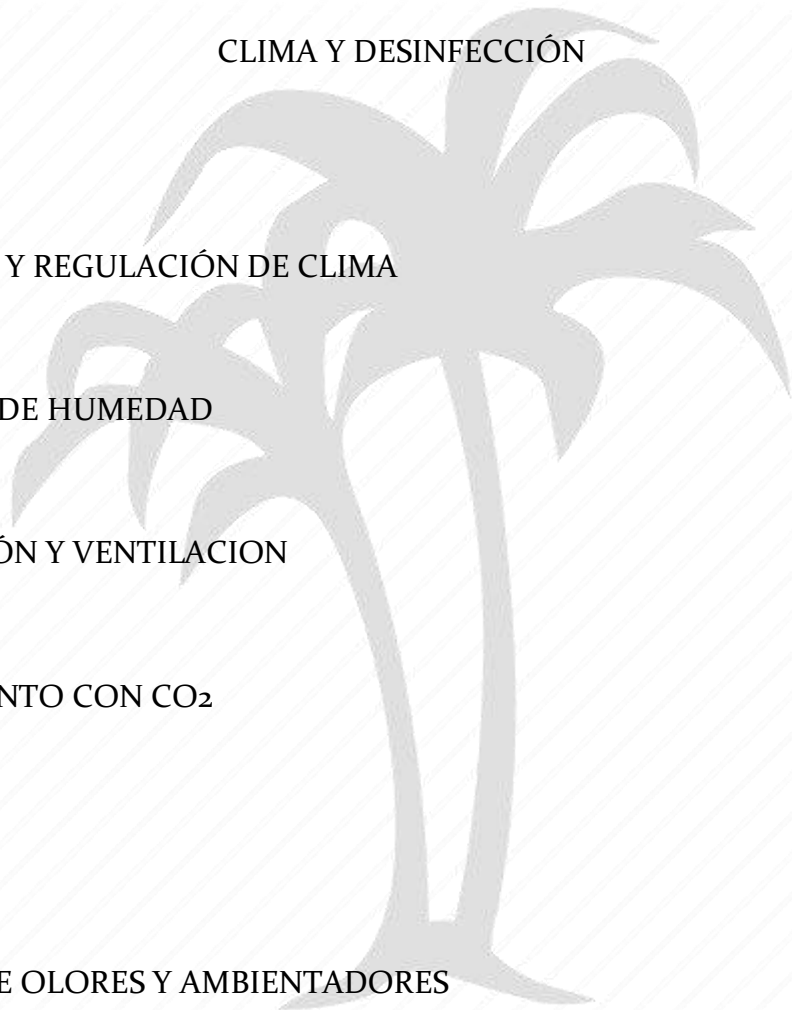 CLIMA Y DESINFECCIÓN
Y REGULACIÓN DE CLIMA
DE HUMEDAD
ÓN Y VENTILACION
NTO CON CO2
E OLORES Y AMBIENTADORES